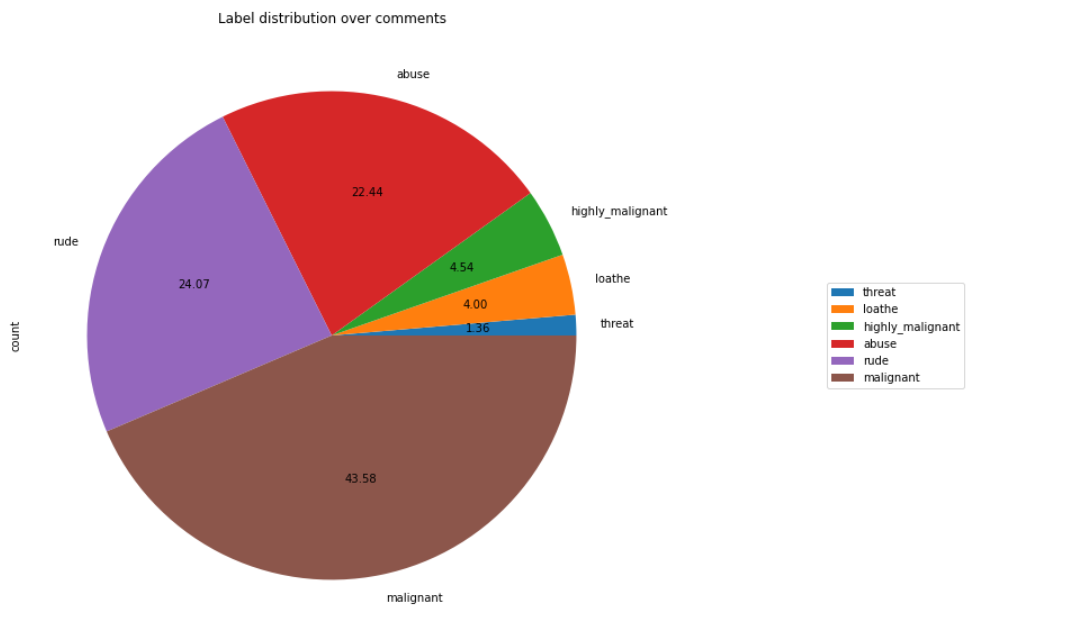 Label distribution over comments
abuse
22.44
highly_malignant
rude
4.54
24.07
loathe
4.00
threat
1.36
count
43.58
malignant
threat
loathe
highly_malignant
abuse
rude
malignant